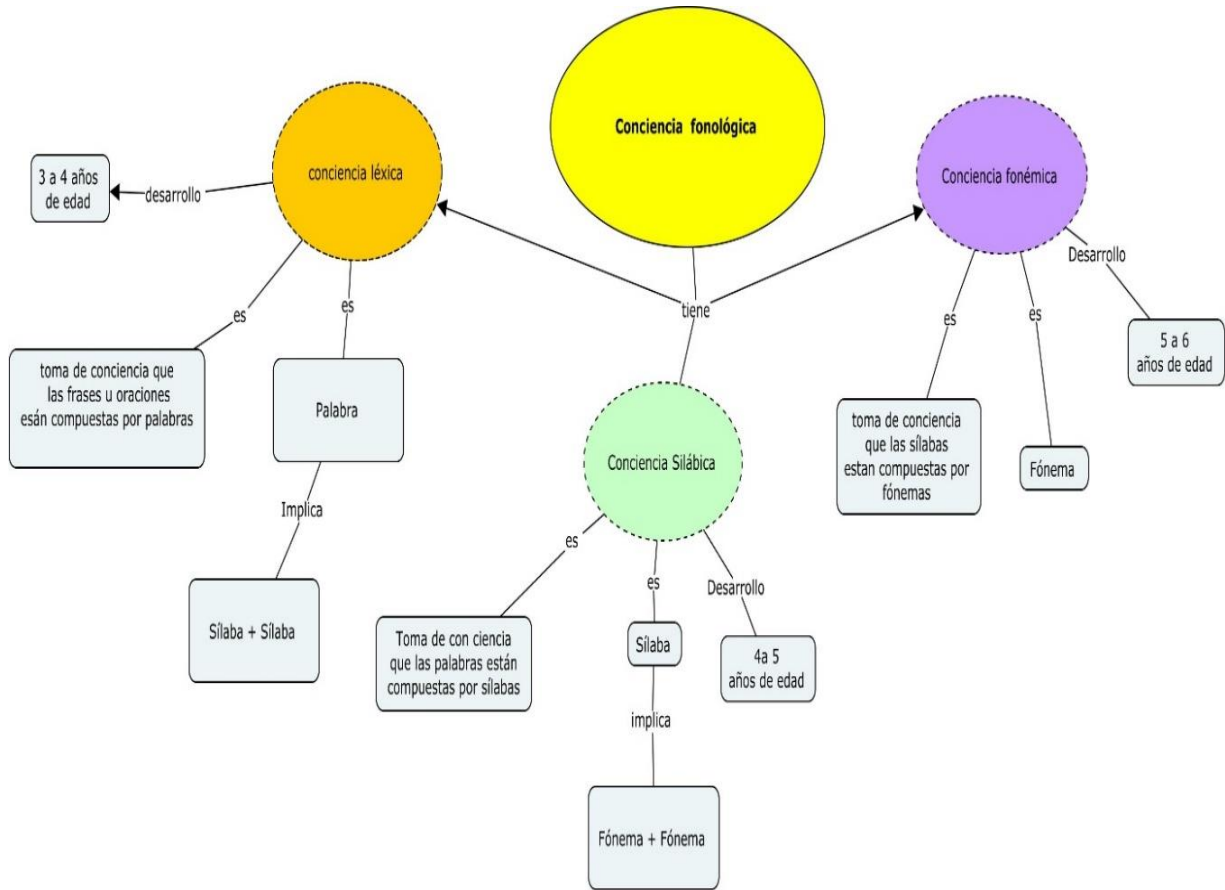 Conciencia fonológica
tiene
conciencia léxica
desarrollo
3 a 4 años
de edad
es
toma de conciencia que
las frases u oraciones
esán compuestas por palabras
es
Palabra
Implica
Sílaba + Sílaba
Conciencia Silábica
es
Toma de con ciencia
que las palabras están
compuestas por sílabas
es
Sílaba
implica
Fónema + Fónema
Desarrollo
4a 5
años de edad
Conciencia fonémica
es
toma de conciencia
que las sílabas
estan compuestas por
fónemas
es
Fónema
Desarrollo
5 a 6
años de edad